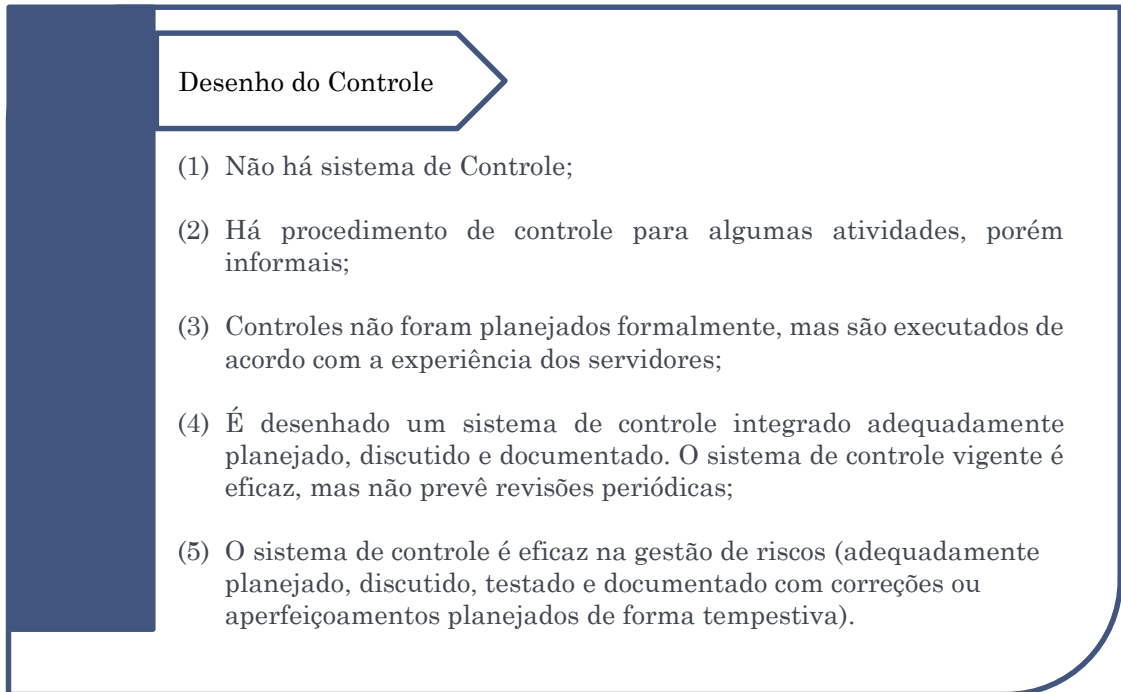 Desenho do Controle
(1) Não há sistema de Controle;
(2) Há procedimento de controle para algumas atividades, porém
informais;
(3) Controles não foram planejados formalmente, mas são executados de
acordo com a experiência dos servidores;
(4) É desenhado um sistema de controle integrado adequadamente
planejado, discutido e documentado. O sistema de controle vigente é
eficaz, mas não prevê revisões periódicas;
(5) O sistema de controle é eficaz na gestão de riscos (adequadamente
planejado, discutido, testado e documentado com correções ou
aperfeiçoamentos planejados de forma tempestiva).